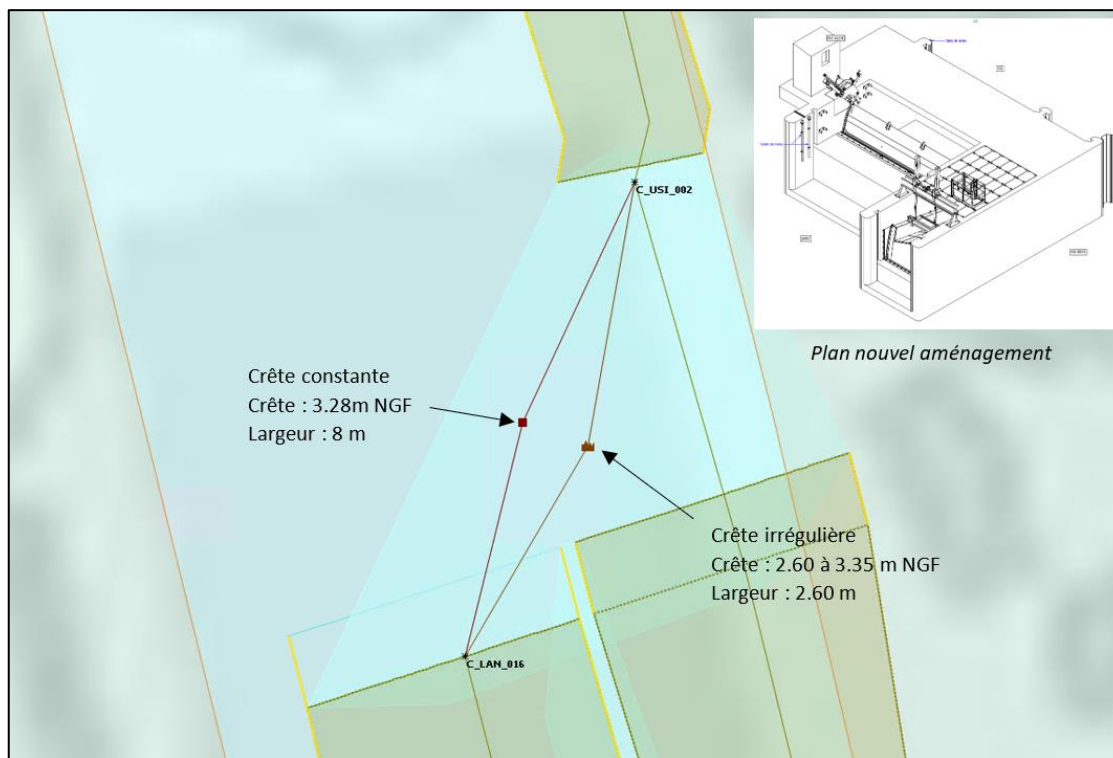 C_USI_002
Plan nouvel aménagement
Crête constante
Crête : 3.28m NGF
Largeur : 8 m
Crête irrégulière
Crête : 2.60 à 3.35 m NGF
Largeur : 2.60 m
C_LAN_016